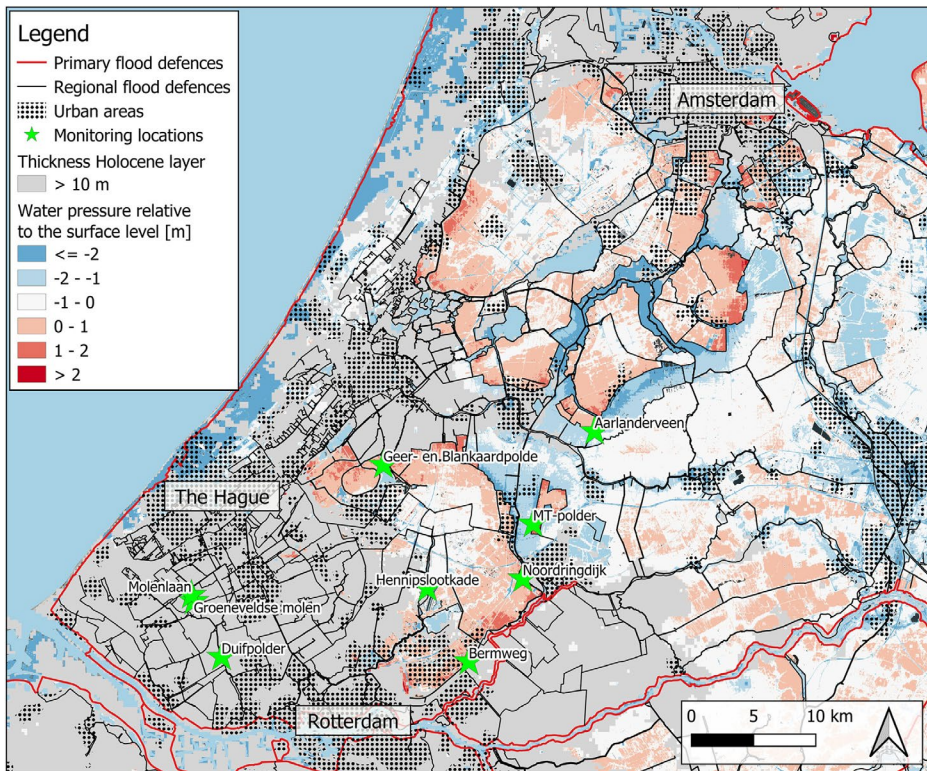 Legend
Primary flood defences
Regional flood defences
Urban areas
Monitoring locations
Thickness Holocene layer
> 10 m
Water pressure relative
to the surface level [m]
<= -2
-2 - -1
-1 - 0
0 - 1
1 - 2
> 2
Amsterdam
Aarlanderveen
Geer- en Blankaardpolde
The Hague
MT-polder
Noordringdijk
Hennipslootkade
Molenlaan
Groeneveldse molen
Duifpolder
Bermweg
Rotterdam
0 5 10 km